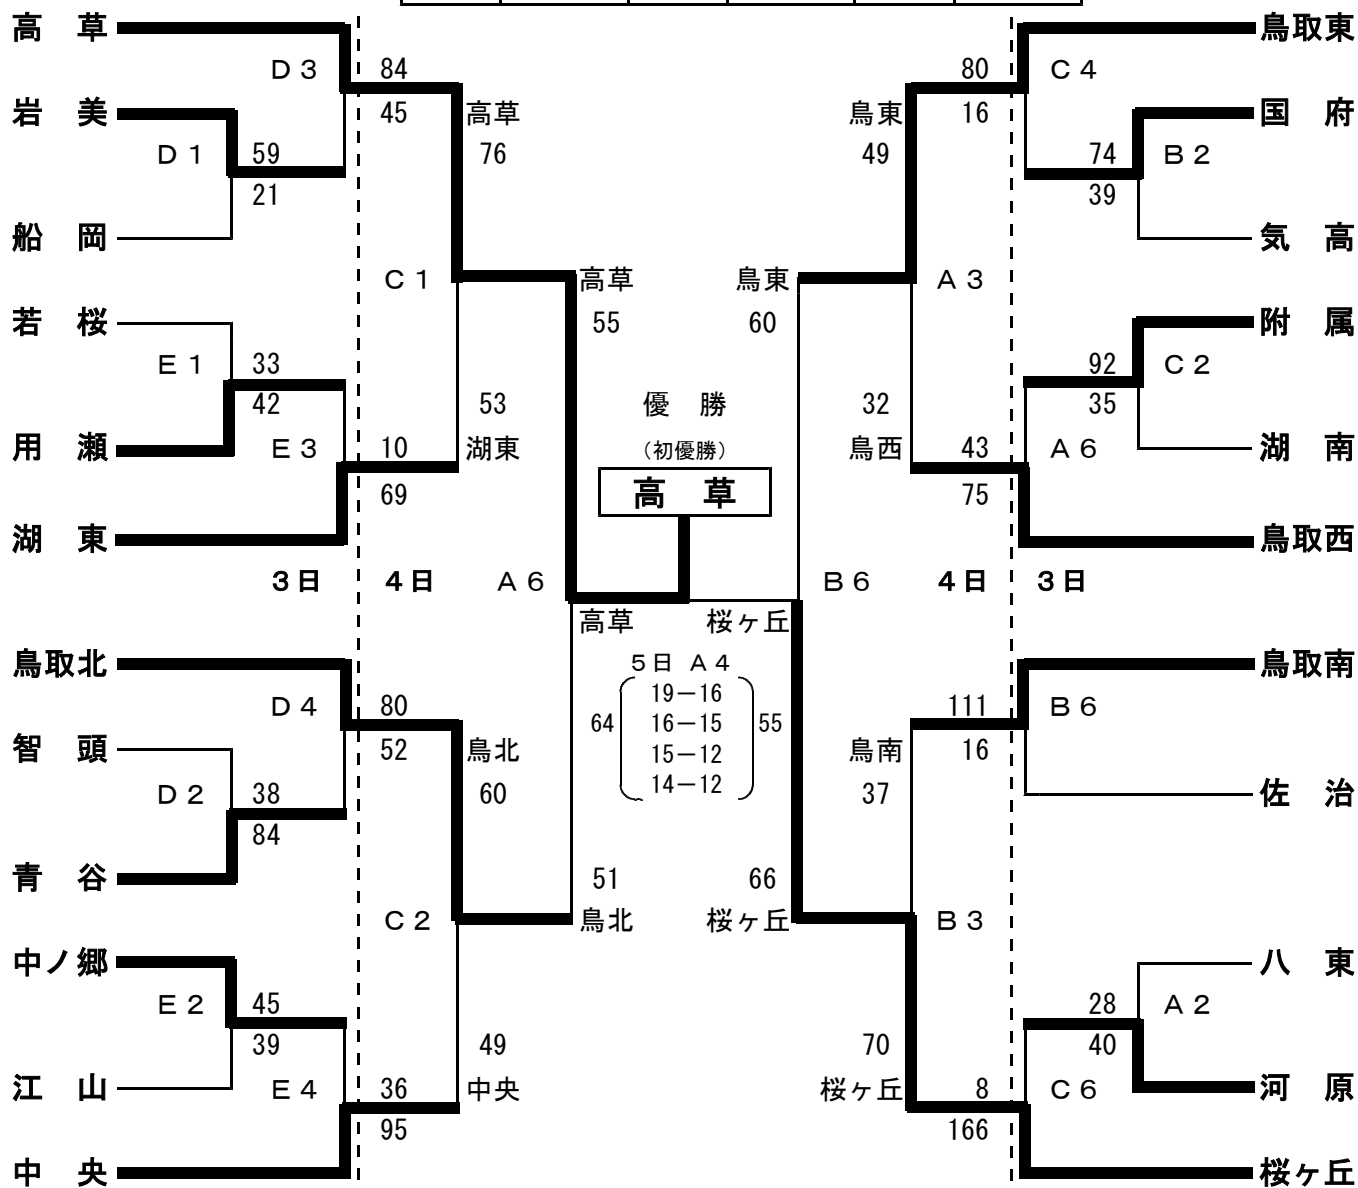 高　草
Ｄ３
84
45
高草
76
岩　美
Ｄ１
59
21
船　岡
Ｃ１
高草
55
若　桜
Ｅ１
33
42
用　瀬
Ｅ３
10
69
53
湖東
湖　東
３日
４日
Ａ６
鳥取北
Ｄ４
80
52
鳥北
60
智　頭
Ｄ２
38
84
青　谷
Ｃ２
51
鳥北
中ノ郷
Ｅ２
45
39
江　山
Ｅ４
36
95
49
中央
中　央
優　勝
（初優勝）
高　草
高草
桜ヶ丘
５日 Ａ４
64
19－16
16－15
15－12
14－12
55
鳥取東
80
16
Ｃ４
鳥東
49
国　府
74
39
Ｂ２
気　高
鳥東
60
Ａ３
附　属
92
35
Ｃ２
湖　南
32
鳥西
43
75
Ａ６
鳥取西
Ｂ６
４日
３日
鳥取南
111
16
Ｂ６
鳥南
37
佐　治
66
桜ヶ丘
Ｂ３
八　東
28
40
Ａ２
河　原
70
桜ヶ丘
8
166
Ｃ６
桜ヶ丘